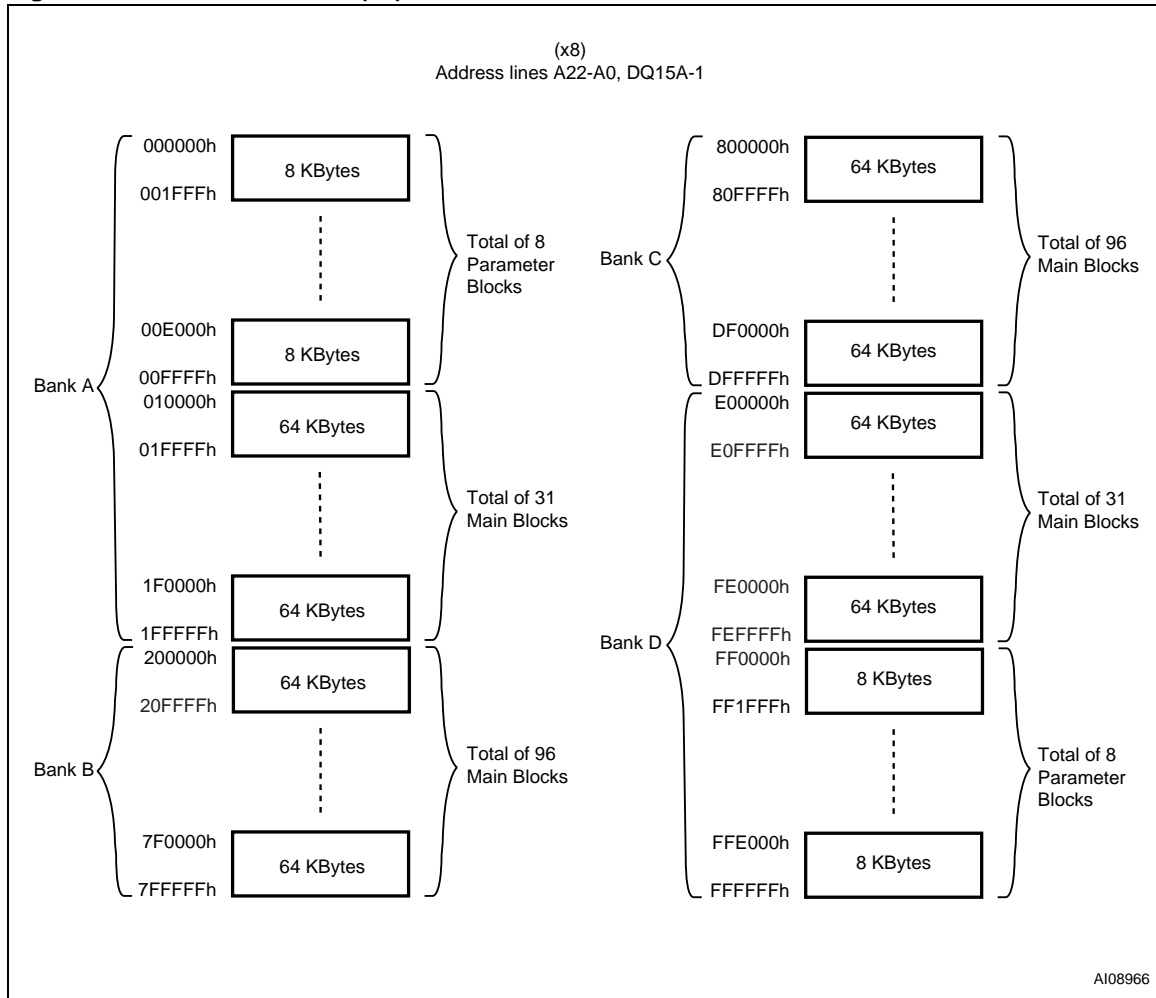 (x8)
Address lines A22-A0, DQ15A-1
Bank A
000000h
8 KBytes
001FFFh
Total of 8
Parameter
Blocks
00E000h
8 KBytes
00FFFFh
010000h
64 KBytes
01FFFFh
Total of 31
Main Blocks
1F0000h
64 KBytes
1FFFFFh
Bank B
200000h
64 KBytes
20FFFFh
Total of 96
Main Blocks
7F0000h
64 KBytes
7FFFFFh
Bank C
800000h
64 KBytes
80FFFFh
Total of 96
Main Blocks
DF0000h
64 KBytes
DFFFFFh
Bank D
E00000h
64 KBytes
E0FFFFh
Total of 31
Main Blocks
FE0000h
64 KBytes
FEFFFFh
FF0000h
8 KBytes
FF1FFFh
Total of 8
Parameter
Blocks
FFE000h
8 KBytes
FFFFFFh
AI08966